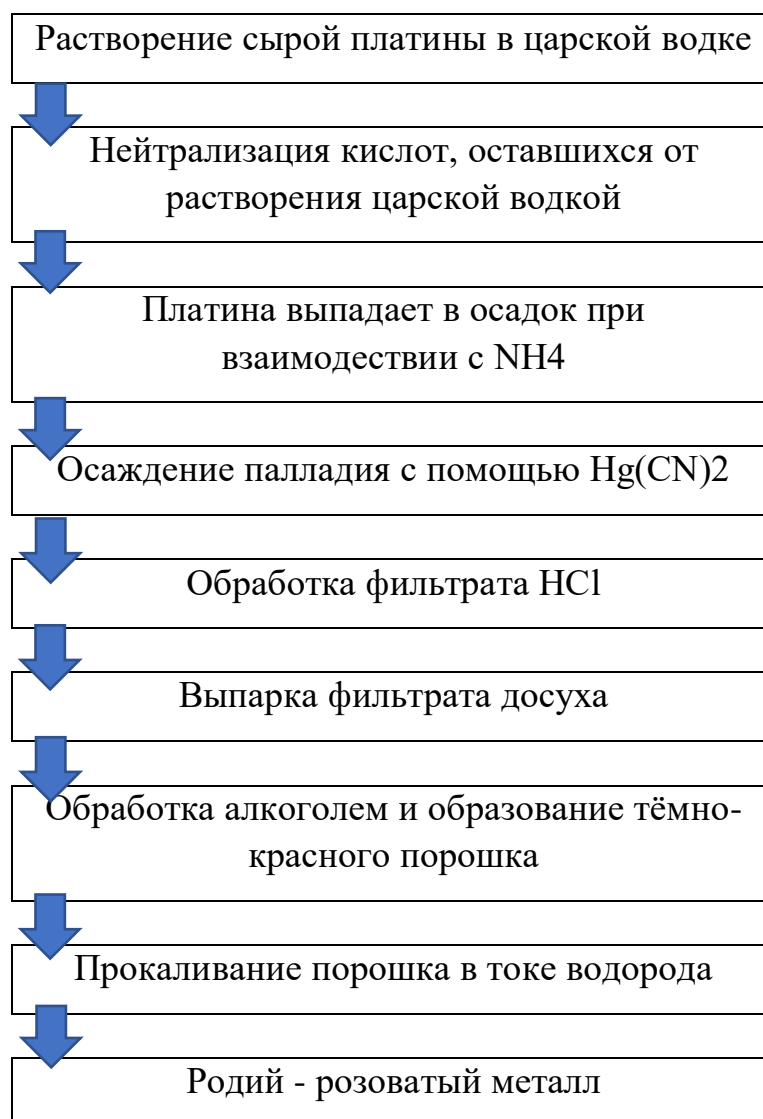 Растворение сырой платины в царской водке
Нейтрализация кислот, оставшихся от
растворения царской водкой
Платина выпадает в осадок при
взаимодествии с NH4
Осаждение палладия с помощью Hg(CN)2
Обработка фильтрата HCl
Выпарка фильтрата досуха
Обработка алкоголем и образование тёмно-
красного порошка
Прокаливание порошка в токе водорода
Родий - розоватый металл